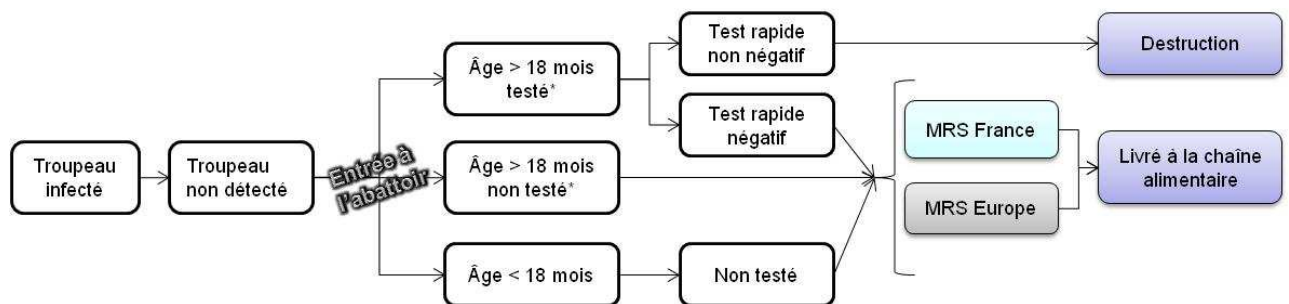 Troupeau
infecté
Troupeau
non détecté
Entrée à
l'abattoir
Âge > 18 mois
testé*
Test rapide
non négatif
Destruction
Test rapide
négatif
Âge > 18 mois
non testé*
Âge < 18 mois
Non testé
MRS France
MRS Europe
Livré à la chaîne
alimentaire